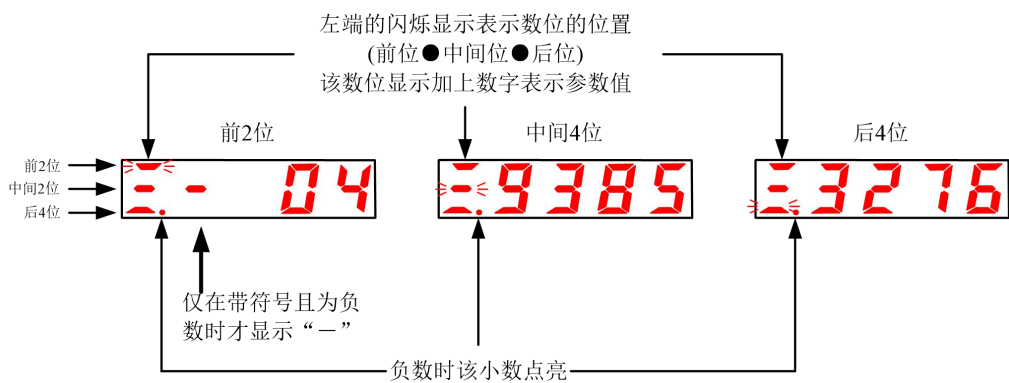 左端的闪烁显示表示数位的位置
(前位●中间位●后位)
该数位显示加上数字表示参数值
前2位
中间4位
后4位
前2位
中间2位
后4位
- 04
9385
3276
仅在带符号且为负
数时才显示“－”
负数时该小数点亮